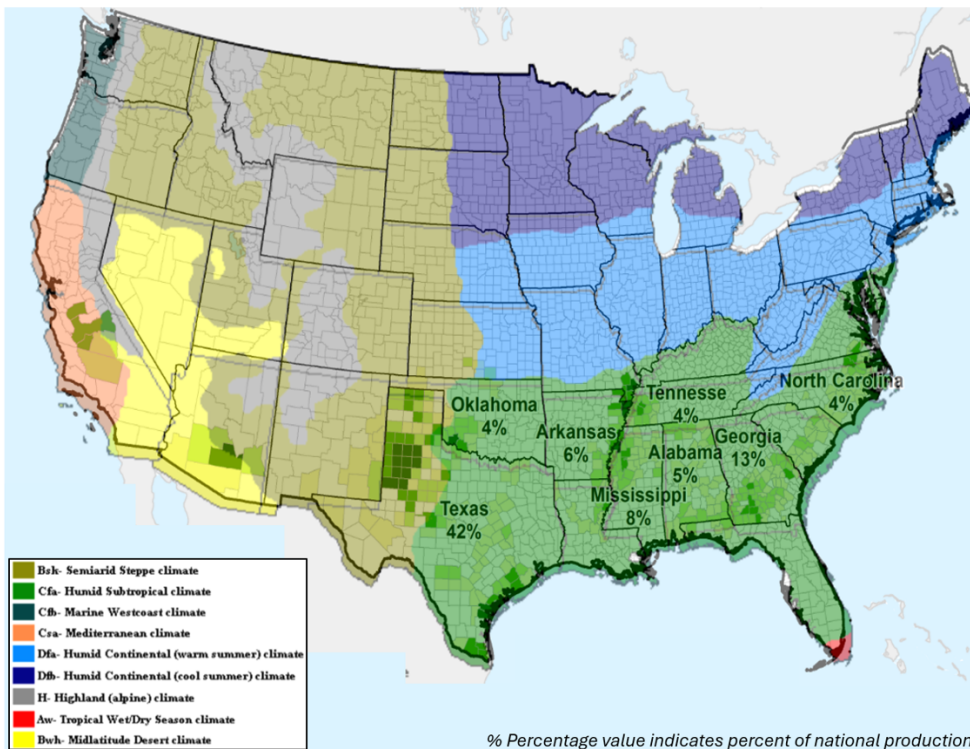 Oklahoma
4%
Tennesse
4%
North Carolina
4%
Arkansas
6%
Georgia
13%
Alabama
5%
Mississippi
8%
Texas
42%
Bsk- Semiarid Steppe climate
Cfa- Humid Subtropical climate
Cfb- Marine Westcoast climate
Csa- Mediterranean climate
Dfa- Humid Continental (warm summer) climate
Dfb- Humid Continental (cool summer) climate
H- Highland (alpine) climate
Aw- Tropical Wet/Dry Season climate
Bwh- Midlatitude Desert climate
% Percentage value indicates percent of national production